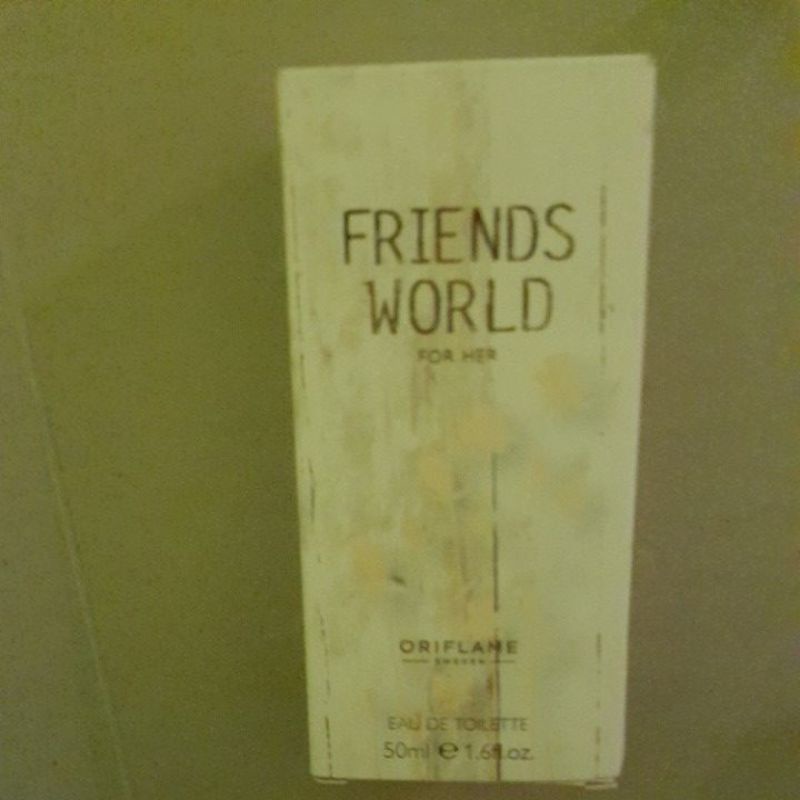 FRIENDS
WORLD
FOR HER
ORIFLAME
SWEDEN
EAU DE TOILETTE
50ml ℮ 1.6fl.oz.